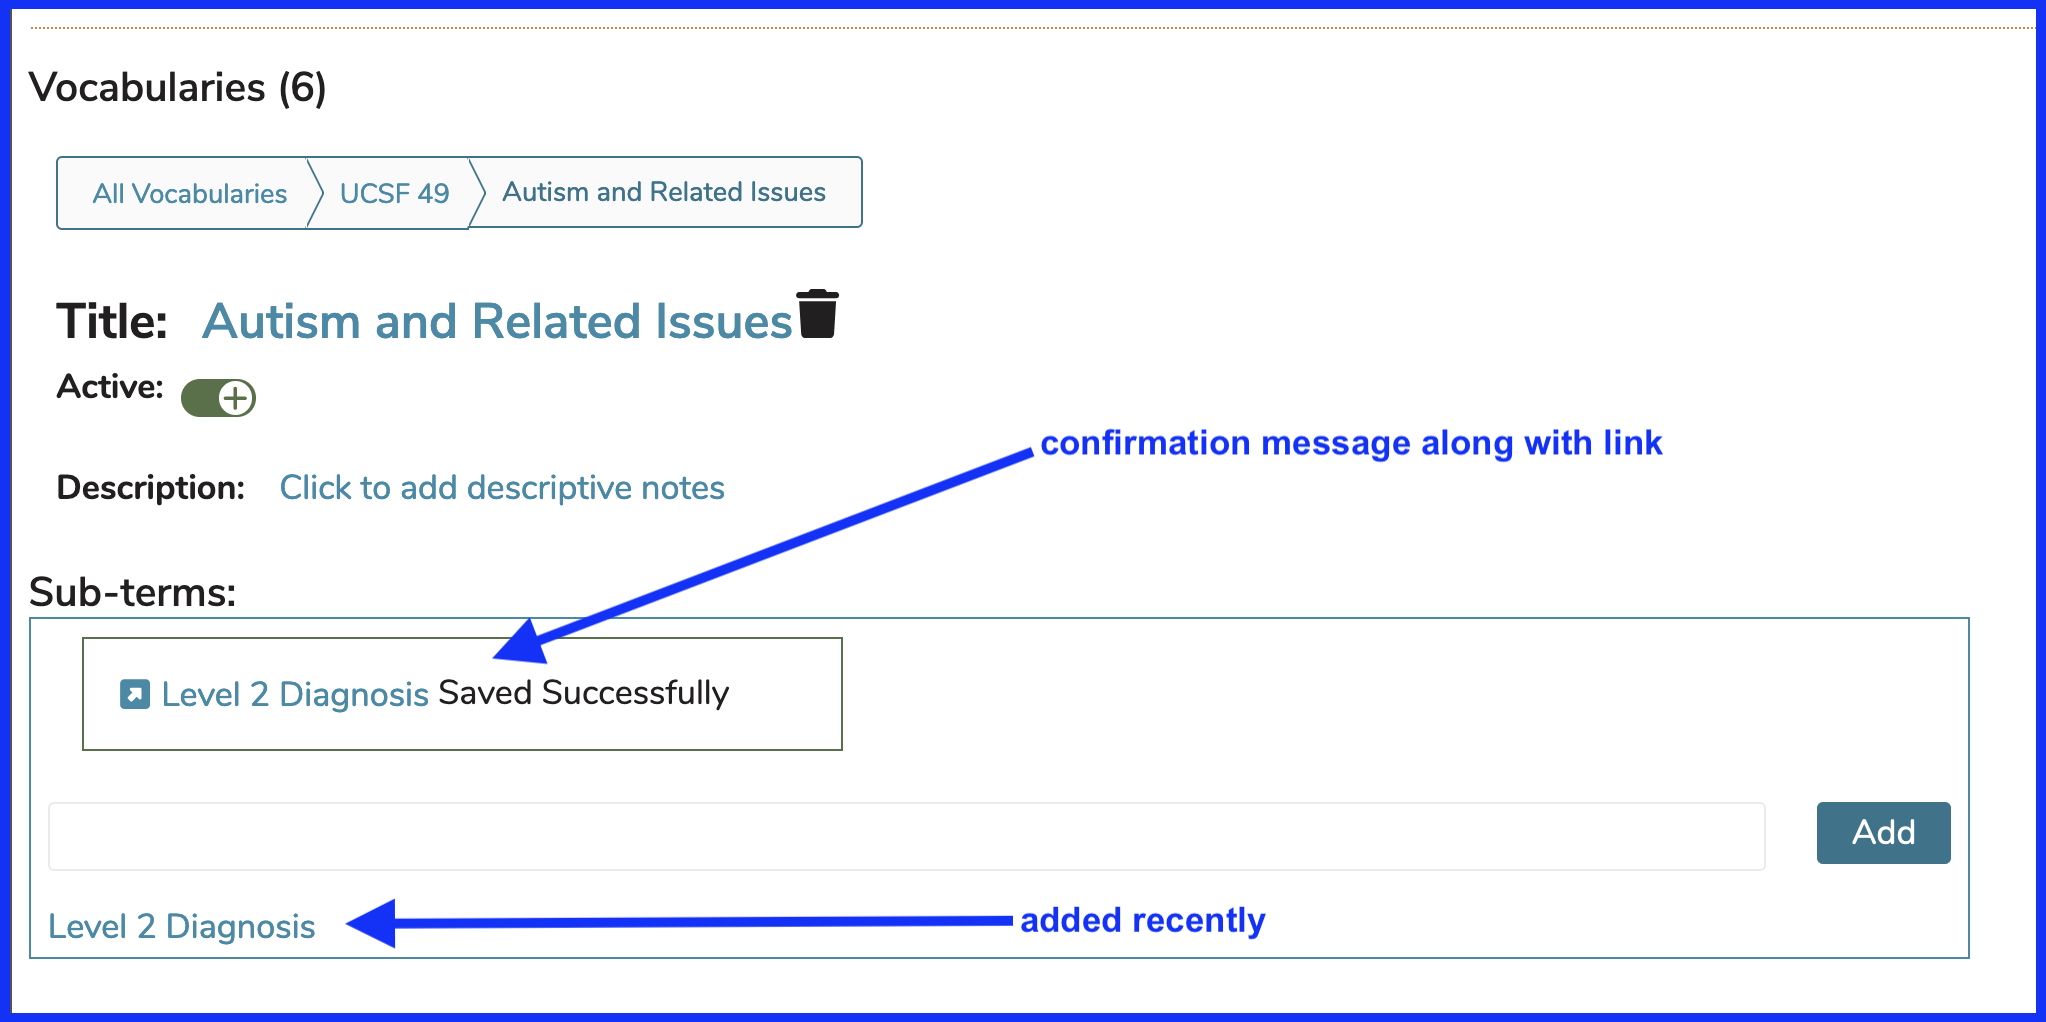 Vocabularies (6)
All Vocabularies UCSF 49 Autism and Related Issues
Title: Autism and Related Issues
Active:
confirmation message along with link
Description: Click to add descriptive notes
Sub-terms:
Level 2 Diagnosis Saved Successfully
Add
Level 2 Diagnosis
added recently